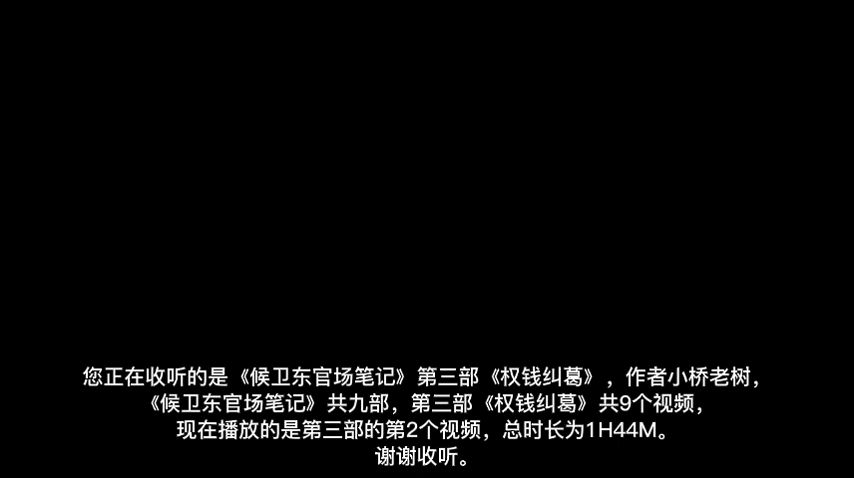 您正在收听的是《候卫东官场笔记》第三部《权钱纠葛》，作者小桥老树，
《候卫东官场笔记》共九部，第三部《权钱纠葛》共9个视频，
现在播放的是第三部的第2个视频，总时长为1H44M。
谢谢收听。